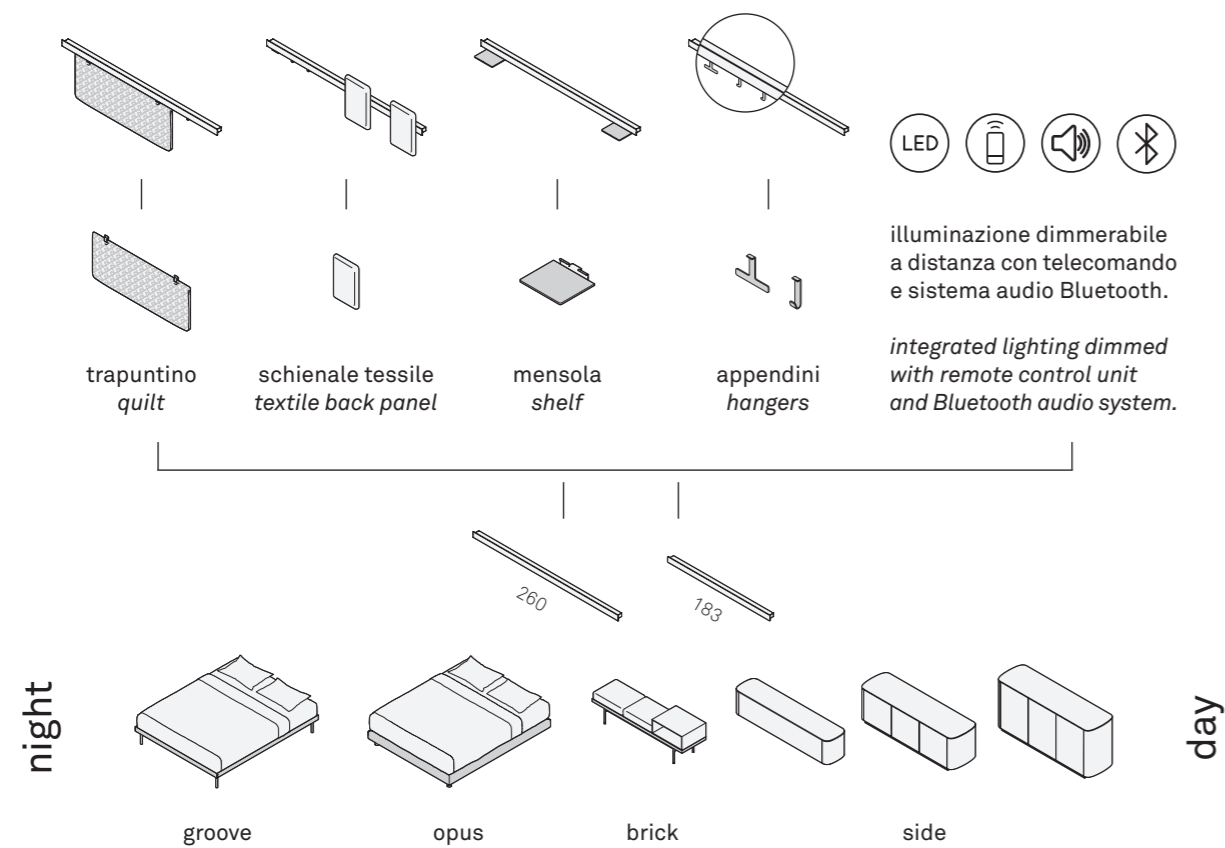 LED
illuminazione dimmerabile
a distanza con telecomando
e sistema audio Bluetooth.
integrated lighting dimmed
with remote control unit
and Bluetooth audio system.
trapuntino
quilt
schienale tessile
textile back panel
mensola
shelf
appendini
hangers
260
183
night
day
groove
opus
brick
side